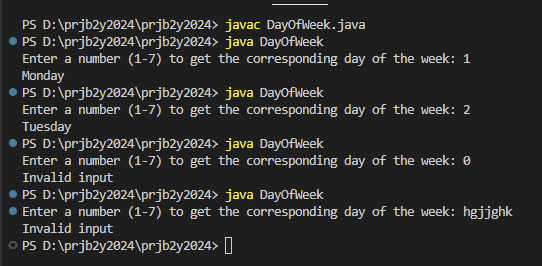 PS D:\prjb2y2024\prjb2y2024> javac DayOfWeek.java
PS D:\prjb2y2024\prjb2y2024> java DayOfWeek
Enter a number (1-7) to get the corresponding day of the week: 1
Monday
PS D:\prjb2y2024\prjb2y2024> java DayOfWeek
Enter a number (1-7) to get the corresponding day of the week: 2
Tuesday
PS D:\prjb2y2024\prjb2y2024> java DayOfWeek
Enter a number (1-7) to get the corresponding day of the week: 0
Invalid input
PS D:\prjb2y2024\prjb2y2024> java DayOfWeek
Enter a number (1-7) to get the corresponding day of the week: hgjjghk
Invalid input
PS D:\prjb2y2024\prjb2y2024>